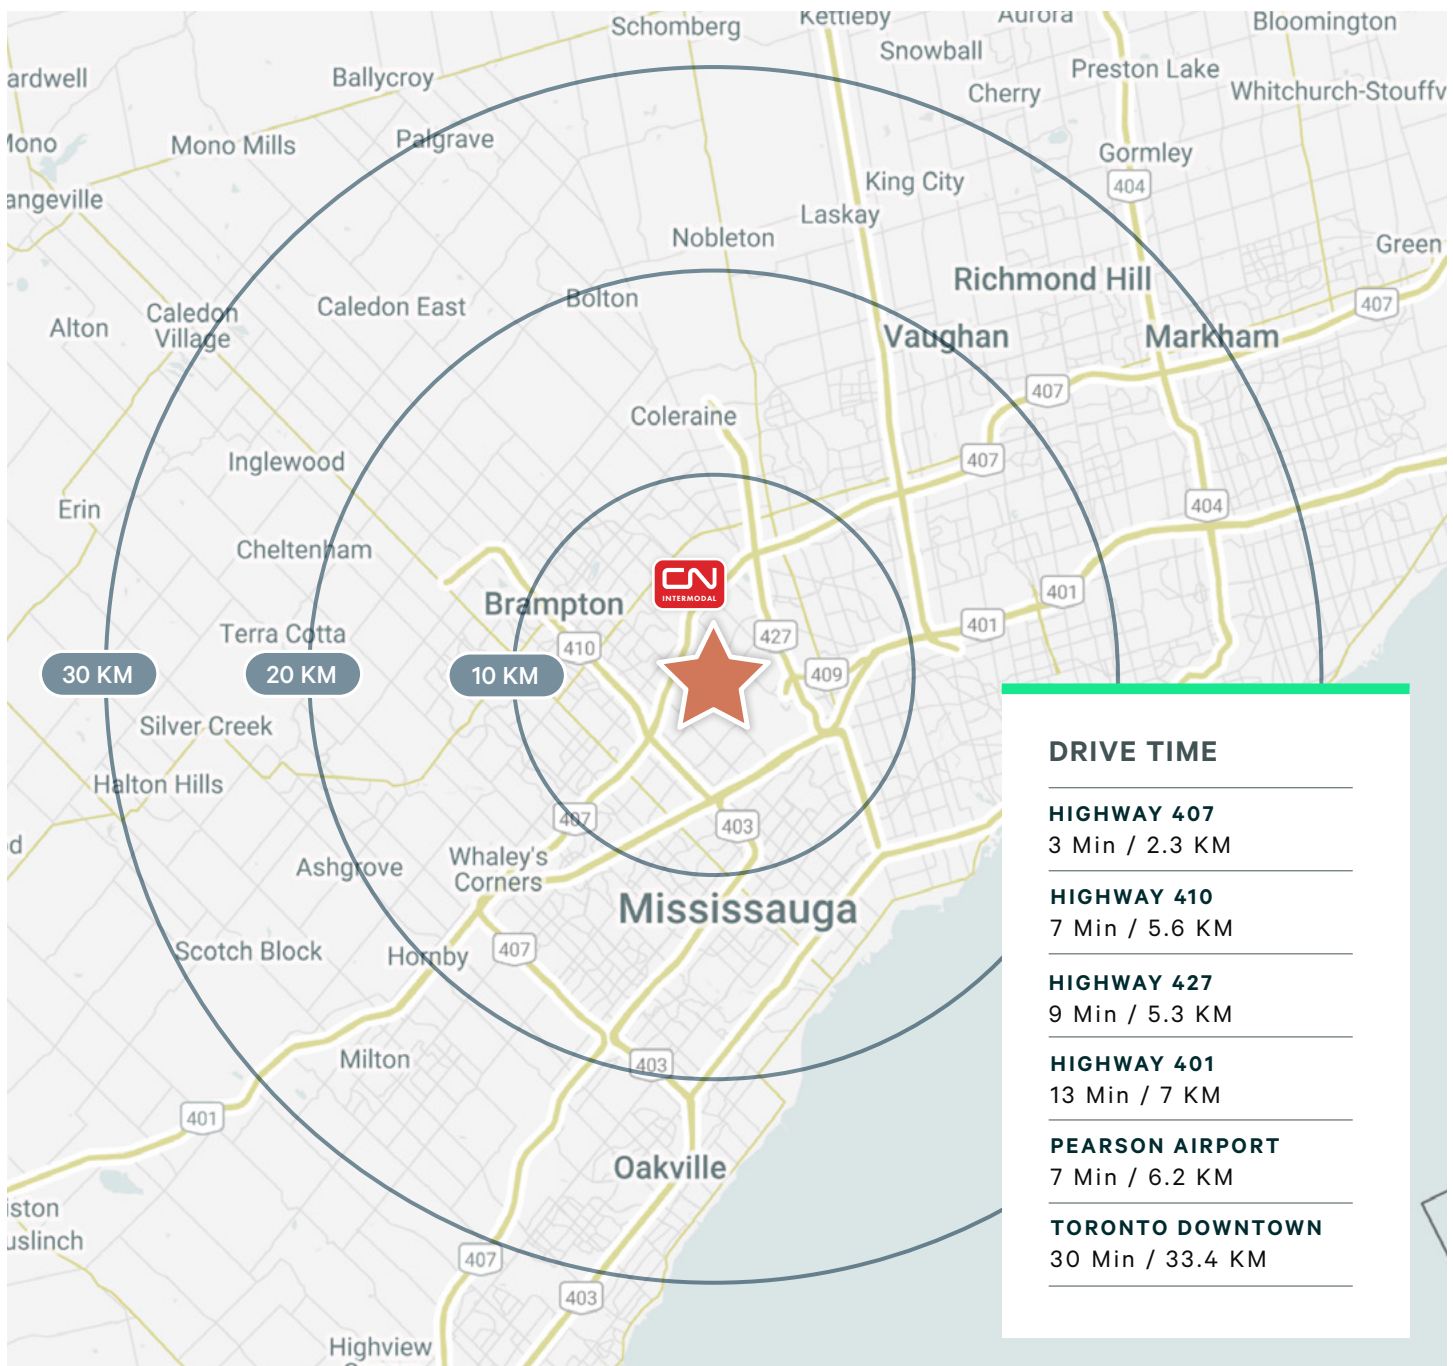 Schomberg
Kettleby
Aurora
Bloomington
Snowball
ardwell
Ballycroy
Preston Lake
Cherry
Whitchurch-Stouffv
Mono Mills
Palgrave
Gormley
404
angeville
King City
Laskay
Nobleton
Green
Richmond Hill
Bolton
Caledon East
407
Caledon
Village
Alton
Vaughan
Markham
407
Coleraine
Inglewood
407
Erin
404
Cheltenham
CN
INTERMODAL
401
Brampton
Terra Cotta
427
401
410
30 KM
20 KM
10 KM
409
Silver Creek
Halton Hills
407
403
Whaley's
Corners
Ashgrove
Mississauga
Scotch Block
Hornby
407
Milton
403
401
Oakville
iston
uslinch
407
403
Highview
DRIVE TIME
HIGHWAY 407
3 Min / 2.3 KM
HIGHWAY 410
7 Min / 5.6 KM
HIGHWAY 427
9 Min / 5.3 KM
HIGHWAY 401
13 Min / 7 KM
PEARSON AIRPORT
7 Min / 6.2 KM
TORONTO DOWNTOWN
30 Min / 33.4 KM